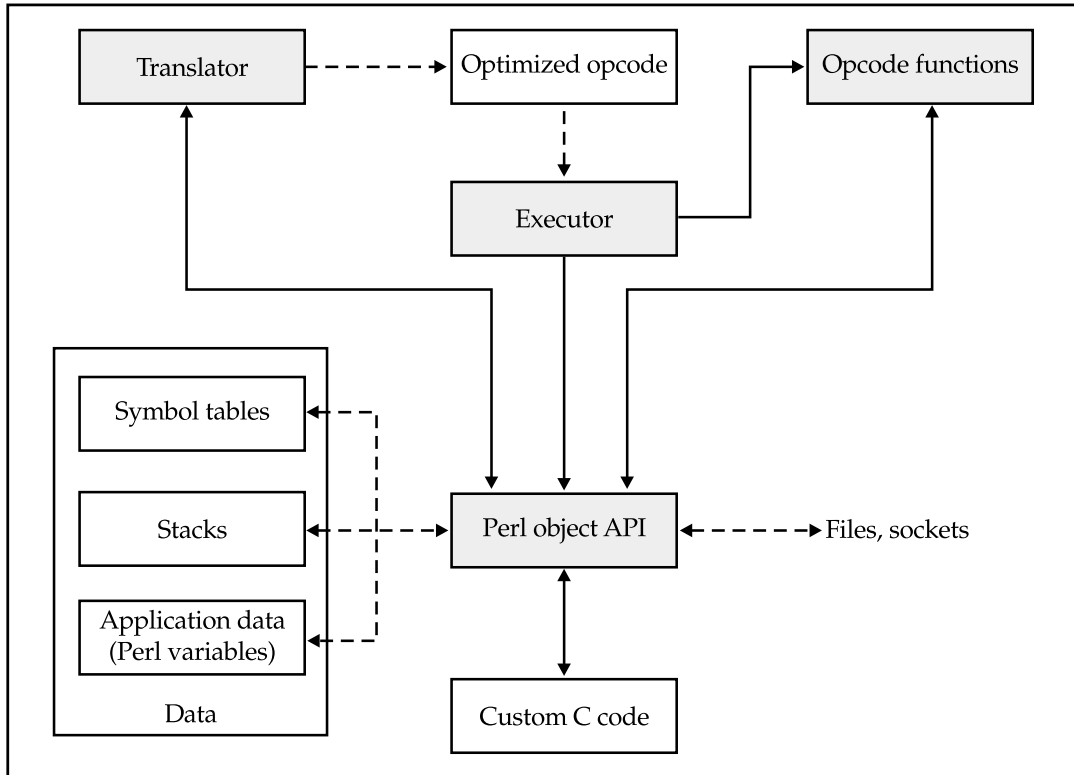 Translator
Optimized opcode
Opcode functions
Executor
Symbol tables
Stacks
Perl object API
Files, sockets
Application data
(Perl variables)
Data
Custom C code